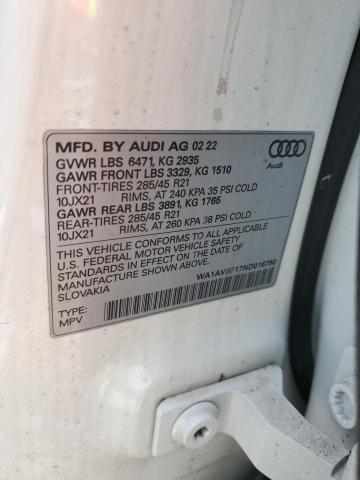 MFD. BY AUDI AG 02 22
GVWR LBS 6471, KG 2935
GAWR FRONT LBS 3329, KG 1510
FRONT-TIRES 285/45 R21
10JX21 RIMS, AT 240 KPA 35 PSI COLD
GAWR REAR LBS 3891, KG 1765
REAR-TIRES 285/45 R21
10JX21 RIMS, AT 260 KPA 38 PSI COLD
THIS VEHICLE CONFORMS TO ALL APPLICABLE
U.S. FEDERAL MOTOR VEHICLE SAFETY
STANDARDS IN EFFECT ON THE DATE OF
MANUFACTURE SHOWN ABOVE.
SLOVAKIA
WA1AVBF17ND016790
TYPE:
MPV
Audi